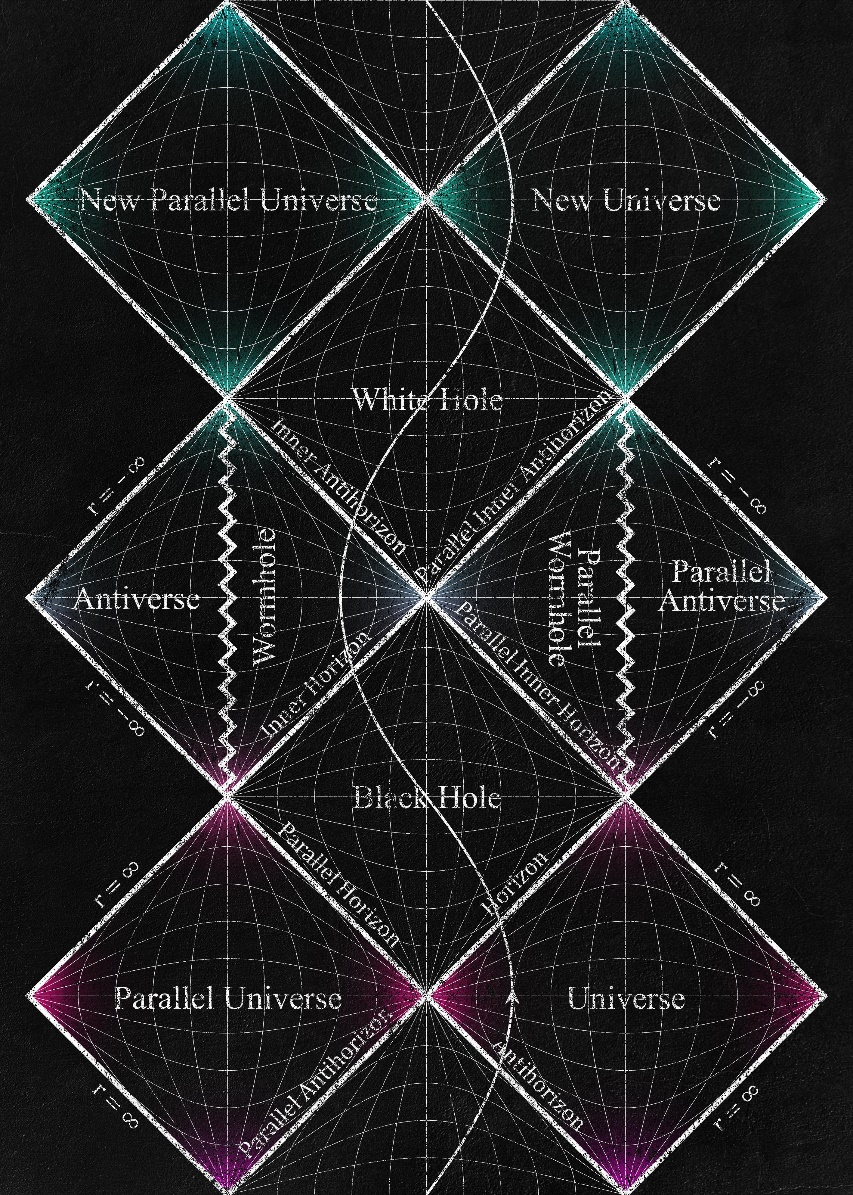 New Parallel Universe
New Universe
White Hole
Inner Antihorizon
Parallel Inner Antihorizon
r = -∞
r = -∞
Antiverse
Wormhole
Parallel
Wormhole
Parallel
Antiverse
Inner Horizon
Parallel Inner Horizon
r = -∞
r = -∞
Black Hole
Parallel Horizon
Horizon
r = ∞
r = ∞
Parallel Universe
Universe
Parallel Antihorizon
Antihorizon
r = ∞
r = ∞